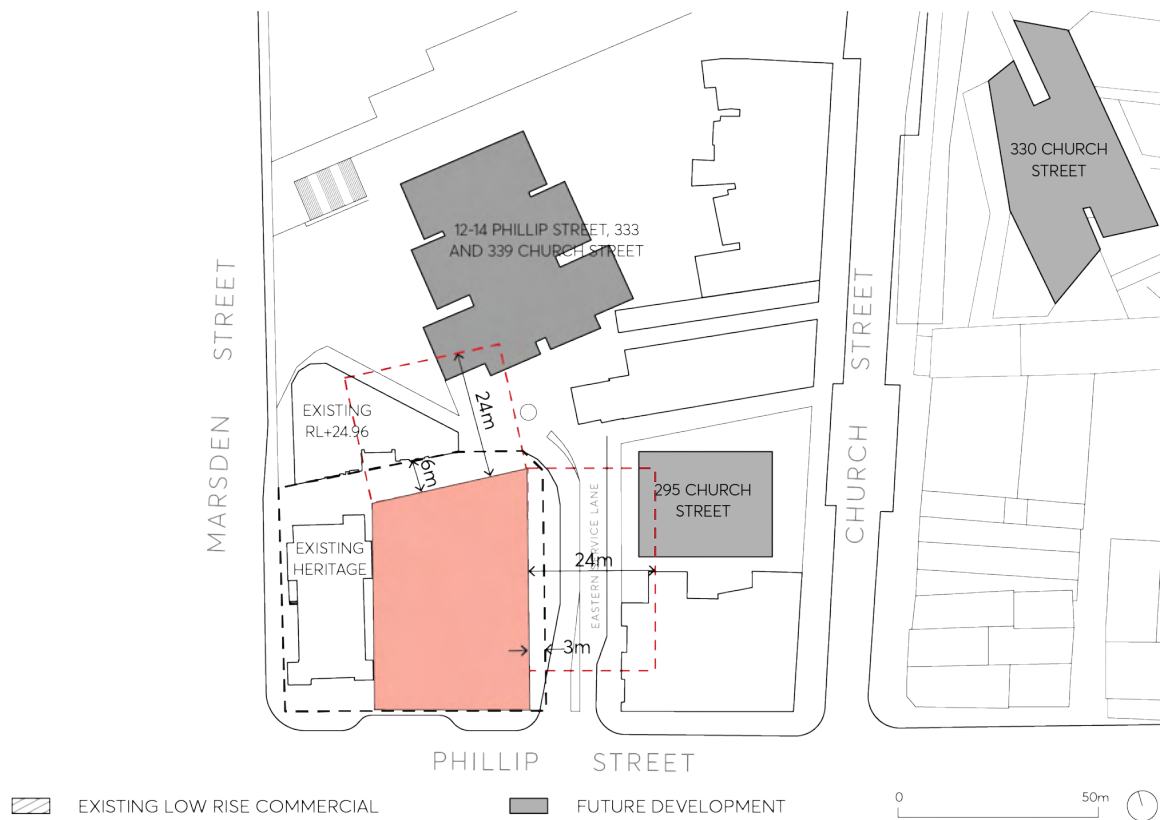 330 CHURCH
STREET
12-14 PHILLIP STREET, 333
AND 339 CHURCH STREET
MARSDEN STREET
CHURCH STREET
EXISTING
RL+24.96
24m
6m
295 CHURCH
STREET
EASTERN SERVICE LANE
EXISTING
HERITAGE
24m
3m
PHILLIP STREET
EXISTING LOW RISE COMMERCIAL
FUTURE DEVELOPMENT
0 50m